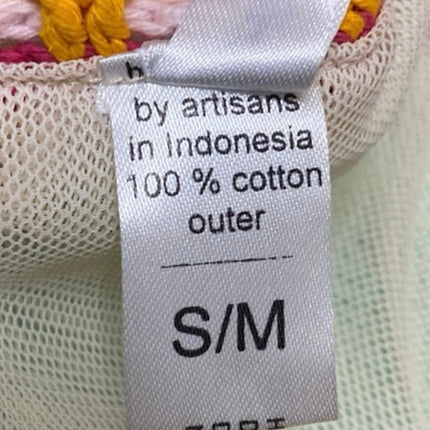 h
by artisans
in Indonesia
100 % cotton
outer
S/M